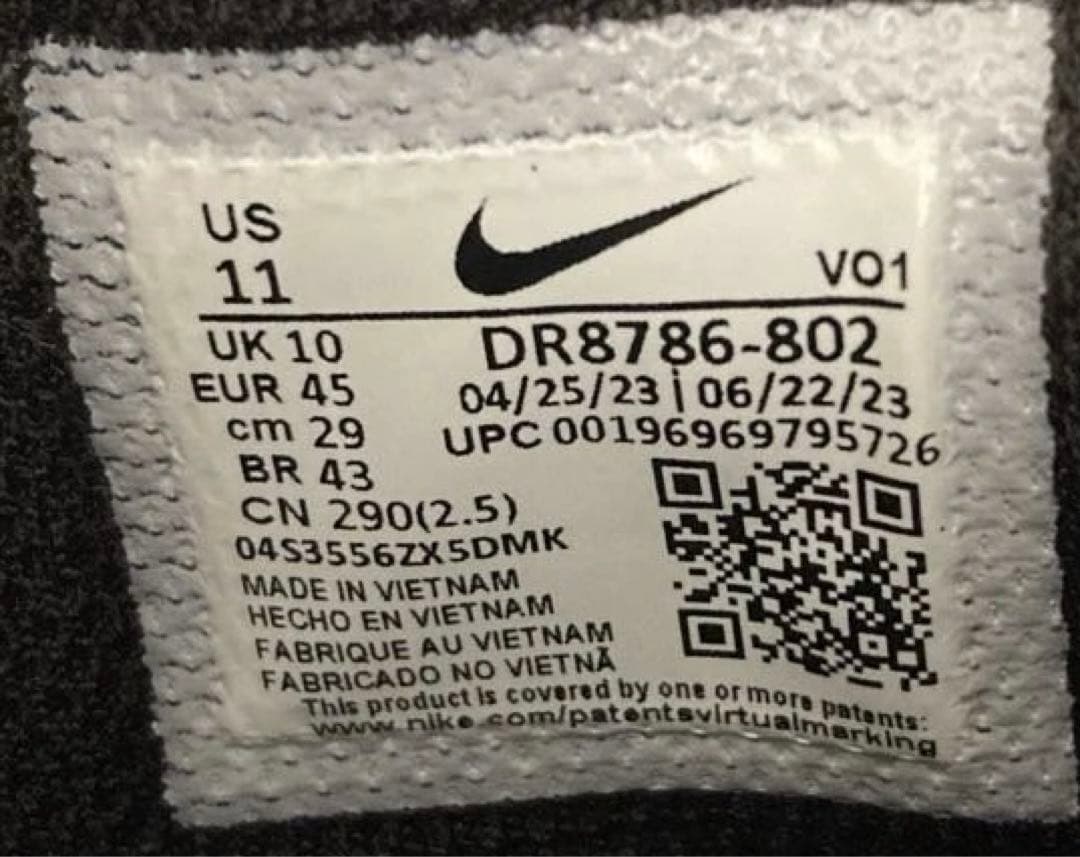 US
11
VO1
UK 10
EUR 45
cm 29
BR 43
CN 290(2.5)
DR8786-802
04/25/23 | 06/22/23
UPC 00196969795726
04S3556ZX5DMK
MADE IN VIETNAM
HECHO EN VIETNAM
FABRIQUE AU VIETNAM
FABRICADO NO VIETNÃ
This product is covered by one or more patents:
www.nike.com/patentsvirtualmarking